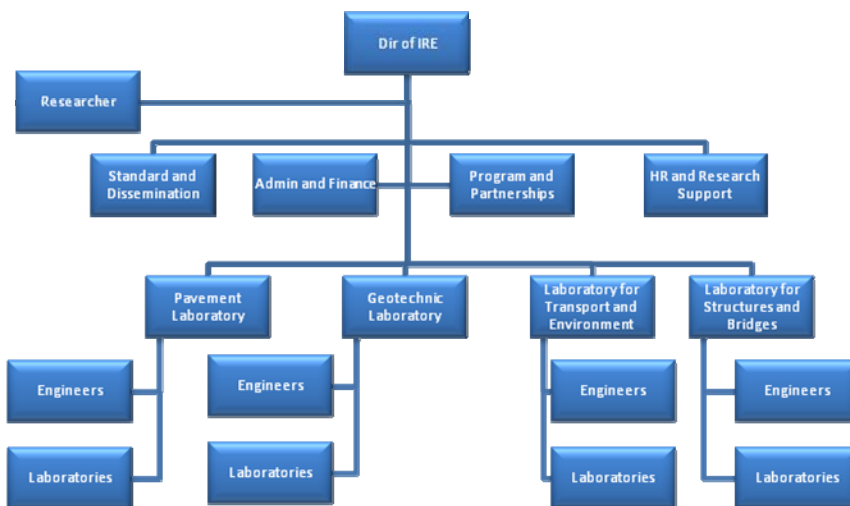 Dir of IRE
Researcher
Standard and
Dissemination
Admin and Finance
Program and
Partnerships
HR and Research
Support
Pavement
Laboratory
Geotechnic
Laboratory
Laboratory for
Transport and
Environment
Laboratory for
Structures and
Bridges
Engineers
Engineers
Engineers
Engineers
Laboratories
Laboratories
Laboratories
Laboratories